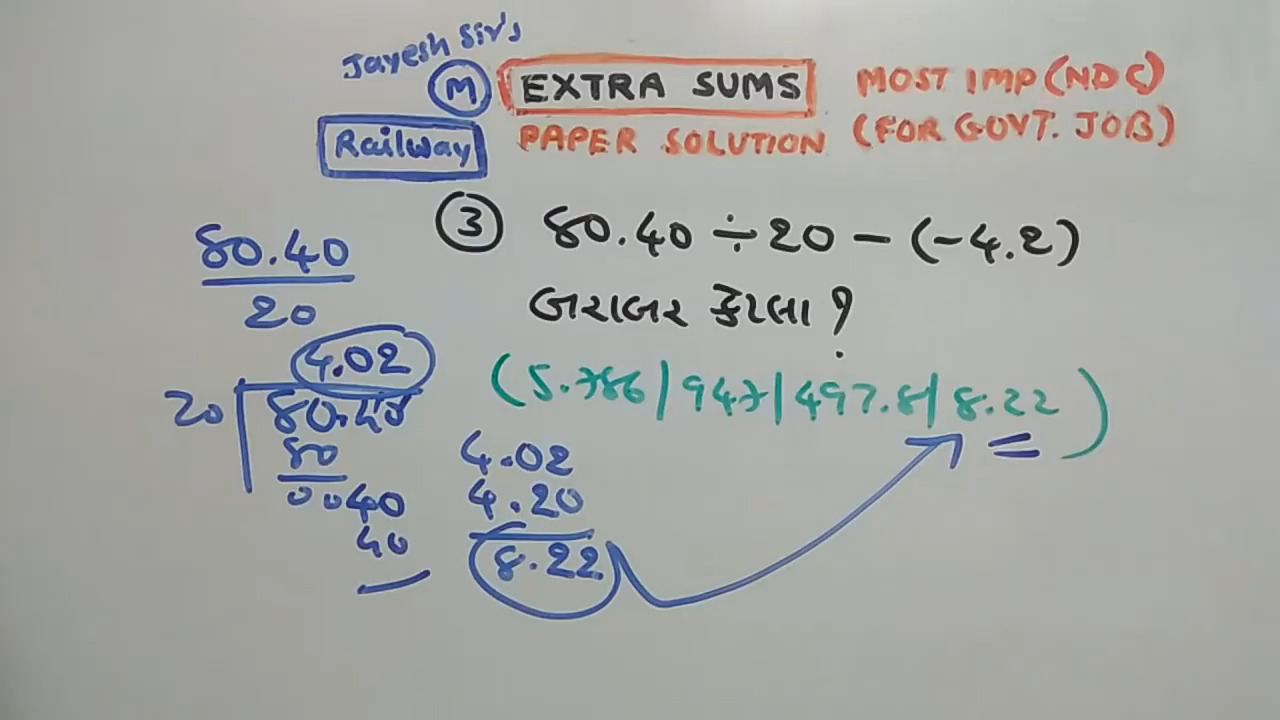 Jayesh Sir's
M EXTRA SUMS MOST IMP (NDC)
Railway PAPER SOLUTION (FOR GOVT. JOB)
3 80.40 ÷ 20 - (-4.2)
બરાબર કેટલા ?
(5.786 | 947 | 497.8 | 8.22)
80.40
20
4.02
20 80.40
80
0040
40
4.02
4.20
8.22